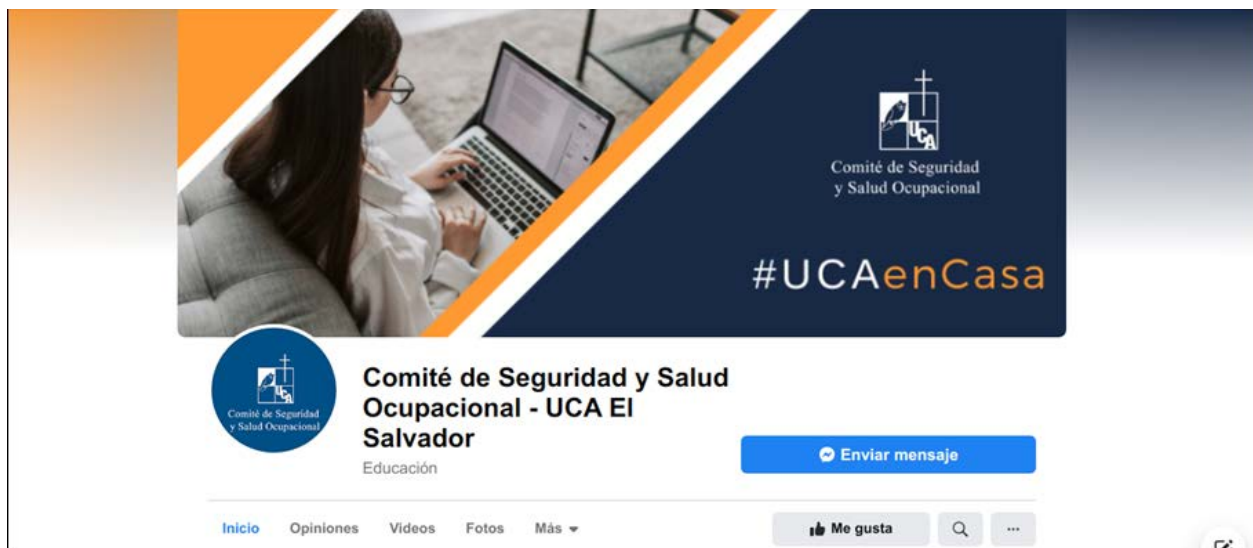 UCA
Comité de Seguridad
y Salud Ocupacional
#UCAenCasa
UCA
Comité de Seguridad
y Salud Ocupacional
Comité de Seguridad y Salud
Ocupacional - UCA El
Salvador
Educación
Enviar mensaje
Inicio Opiniones Videos Fotos Más
Me gusta